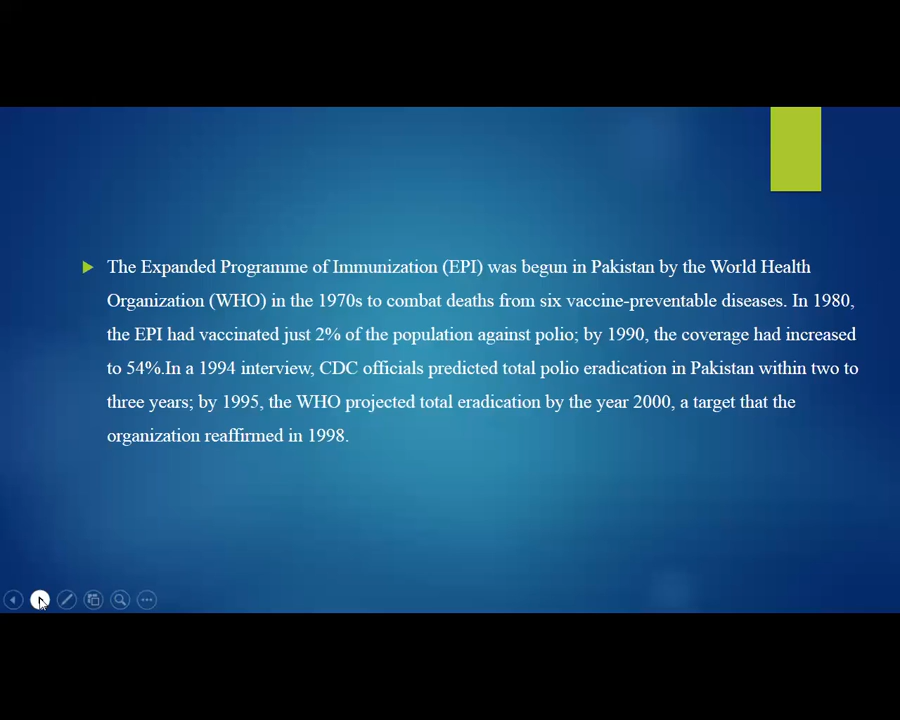 The Expanded Programme of Immunization (EPI) was begun in Pakistan by the World Health
Organization (WHO) in the 1970s to combat deaths from six vaccine-preventable diseases. In 1980,
the EPI had vaccinated just 2% of the population against polio; by 1990, the coverage had increased
to 54%.In a 1994 interview, CDC officials predicted total polio eradication in Pakistan within two to
three years; by 1995, the WHO projected total eradication by the year 2000, a target that the
organization reaffirmed in 1998.